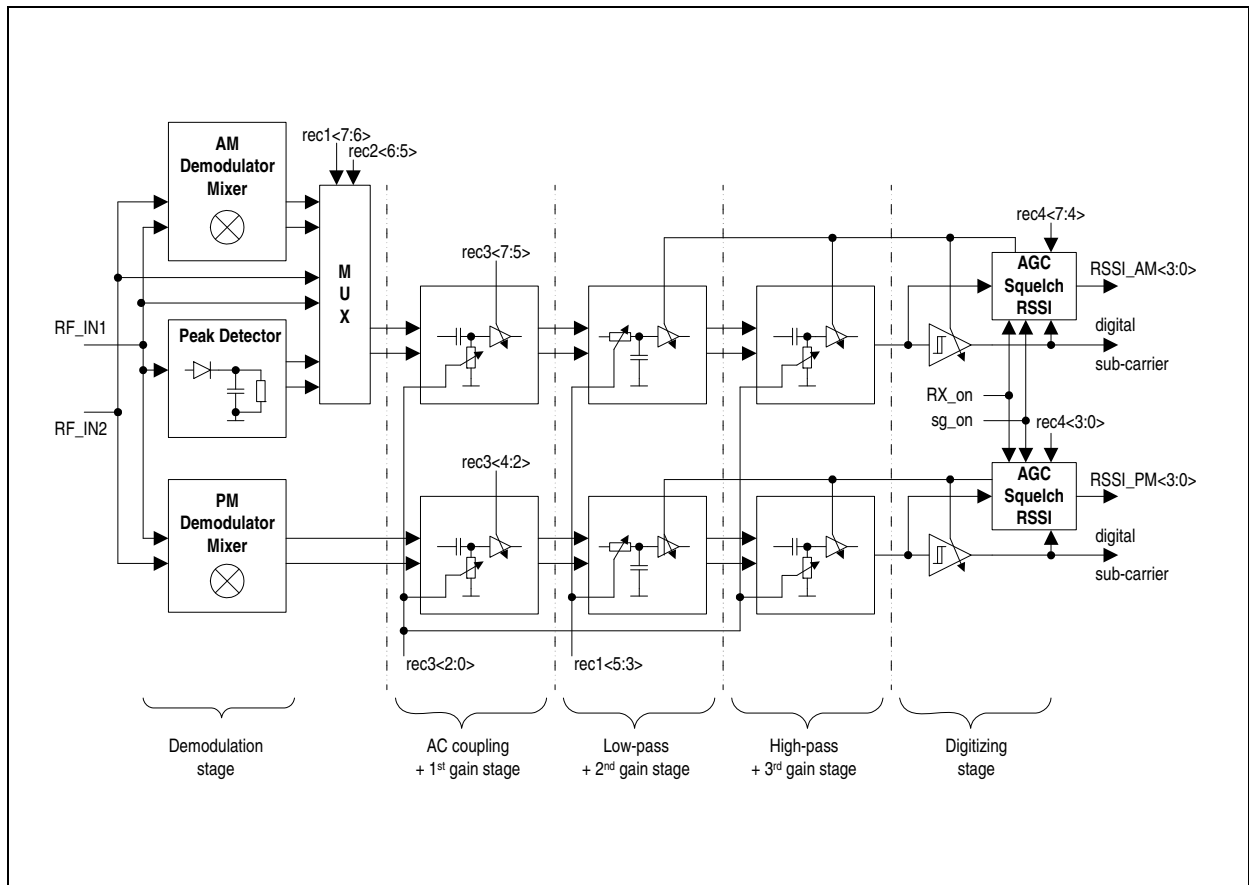 AM
Demodulator
Mixer
rec1<7:6>
rec2<6:5>
M
U
X
RF_IN1
Peak Detector
RF_IN2
PM
Demodulator
Mixer
rec3<7:5>
rec3<4:2>
rec3<2:0>
rec1<5:3>
rec4<7:4>
AGC
Squelch
RSSI
RSSI_AM<3:0>
digital
sub-carrier
RX_on
sg_on
rec4<3:0>
AGC
Squelch
RSSI
RSSI_PM<3:0>
digital
sub-carrier
Demodulation
stage
AC coupling
+ 1st gain stage
Low-pass
+ 2nd gain stage
High-pass
+ 3rd gain stage
Digitizing
stage